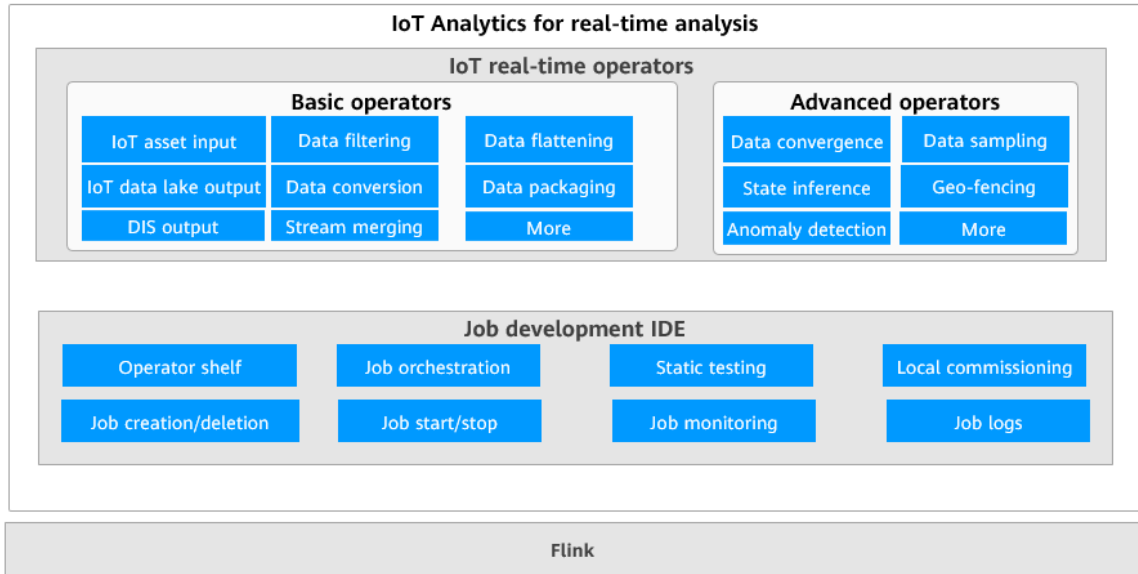 IoT Analytics for real-time analysis
IoT real-time operators
Basic operators
IoT asset input
Data filtering
Data flattening
IoT data lake output
Data conversion
Data packaging
DIS output
Stream merging
More
Advanced operators
Data convergence
Data sampling
State inference
Geo-fencing
Anomaly detection
More
Job development IDE
Operator shelf
Job orchestration
Static testing
Local commissioning
Job creation/deletion
Job start/stop
Job monitoring
Job logs
Flink